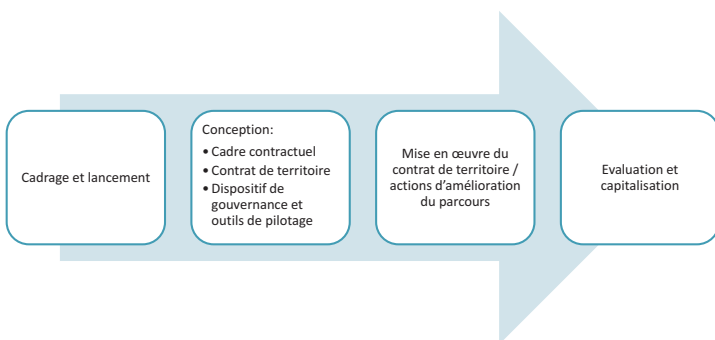 Cadrage et lancement
Conception:
• Cadre contractuel
• Contrat de territoire
• Dispositif de
gouvernance et
outils de pilotage
Mise en œuvre du
contrat de territoire /
actions d’amélioration
du parcours
Evaluation et
capitalisation